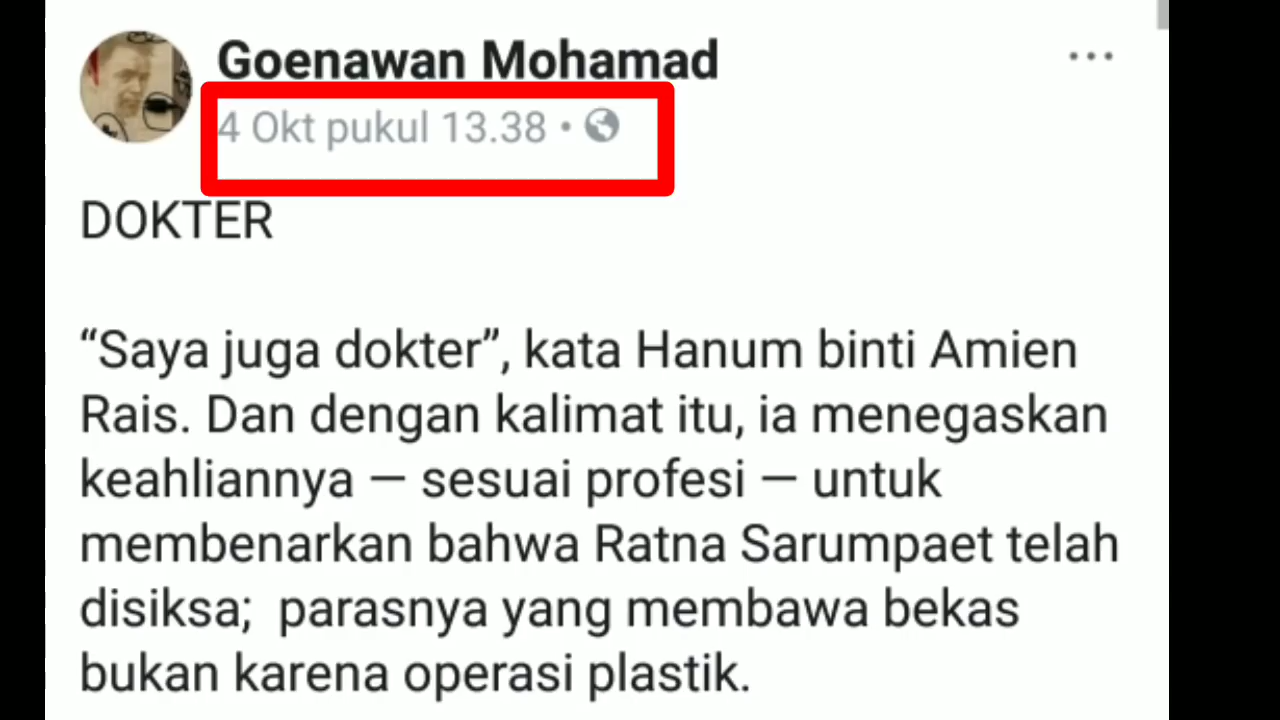 Goenawan Mohamad
4 Okt pukul 13.38 •
DOKTER
“Saya juga dokter”, kata Hanum binti Amien
Rais. Dan dengan kalimat itu, ia menegaskan
keahliannya — sesuai profesi — untuk
membenarkan bahwa Ratna Sarumpaet telah
disiksa;  parasnya yang membawa bekas
bukan karena operasi plastik.